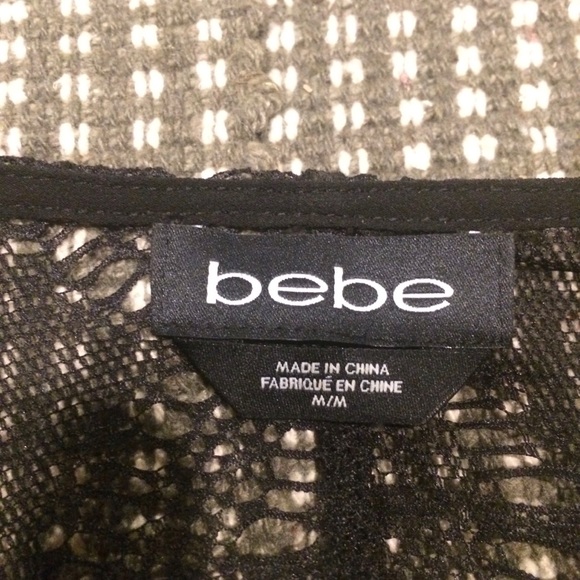 bebe
MADE IN CHINA
FABRIQUÉ EN CHINE
M/M